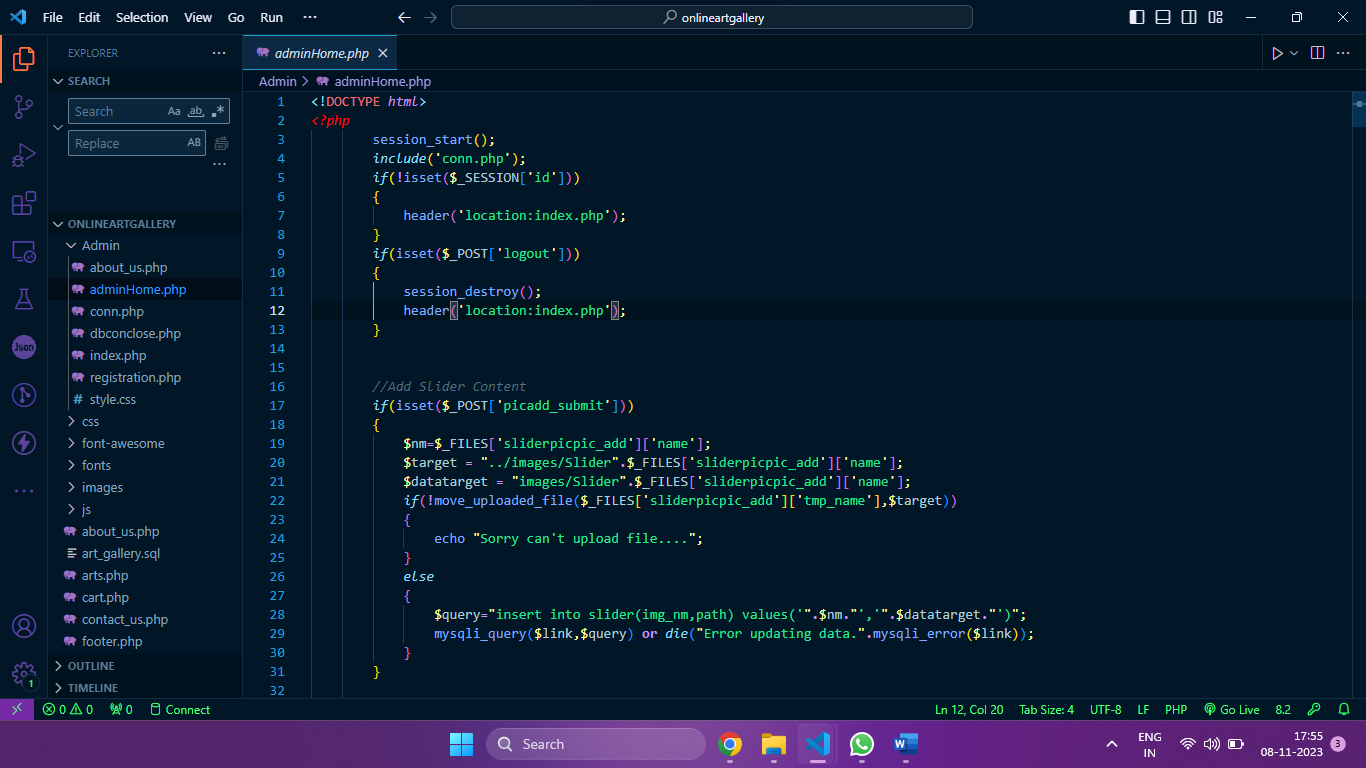 File Edit Selection View Go Run ···
onlineartgallery
EXPLORER ···
adminHome.php
SEARCH
Search Aa ab .*
Replace AB
···
ONLINEARTGALLERY
Admin
about_us.php
adminHome.php
conn.php
dbconclose.php
index.php
registration.php
# style.css
css
font-awesome
fonts
images
js
about_us.php
art_gallery.sql
arts.php
cart.php
contact_us.php
footer.php
OUTLINE
TIMELINE
Json
1
Admin > adminHome.php
1 <!DOCTYPE html>
2 <?php
3 session_start();
4 include('conn.php');
5 if(!isset($_SESSION['id']))
6 {
7 header('location:index.php');
8 }
9 if(isset($_POST['logout']))
10 {
11 session_destroy();
12 header('location:index.php');
13 }
14
15
16 //Add Slider Content
17 if(isset($_POST['picadd_submit']))
18 {
19 $nm=$_FILES['sliderpicpic_add']['name'];
20 $target = "../images/Slider".$_FILES['sliderpicpic_add']['name'];
21 $datatarget = "images/Slider".$_FILES['sliderpicpic_add']['name'];
22 if(!move_uploaded_file($_FILES['sliderpicpic_add']['tmp_name'],$target))
23 {
24 echo "Sorry can't upload file....";
25 }
26 else
27 {
28 $query="insert into slider(img_nm,path) values('".$nm."','".$datatarget."')";
29 mysqli_query($link,$query) or die("Error updating data.".mysqli_error($link));
30 }
31 }
32
0 0 0 Connect
Ln 12, Col 20 Tab Size: 4 UTF-8 LF PHP Go Live 8.2
Search
ENG
IN
17:55
08-11-2023
3